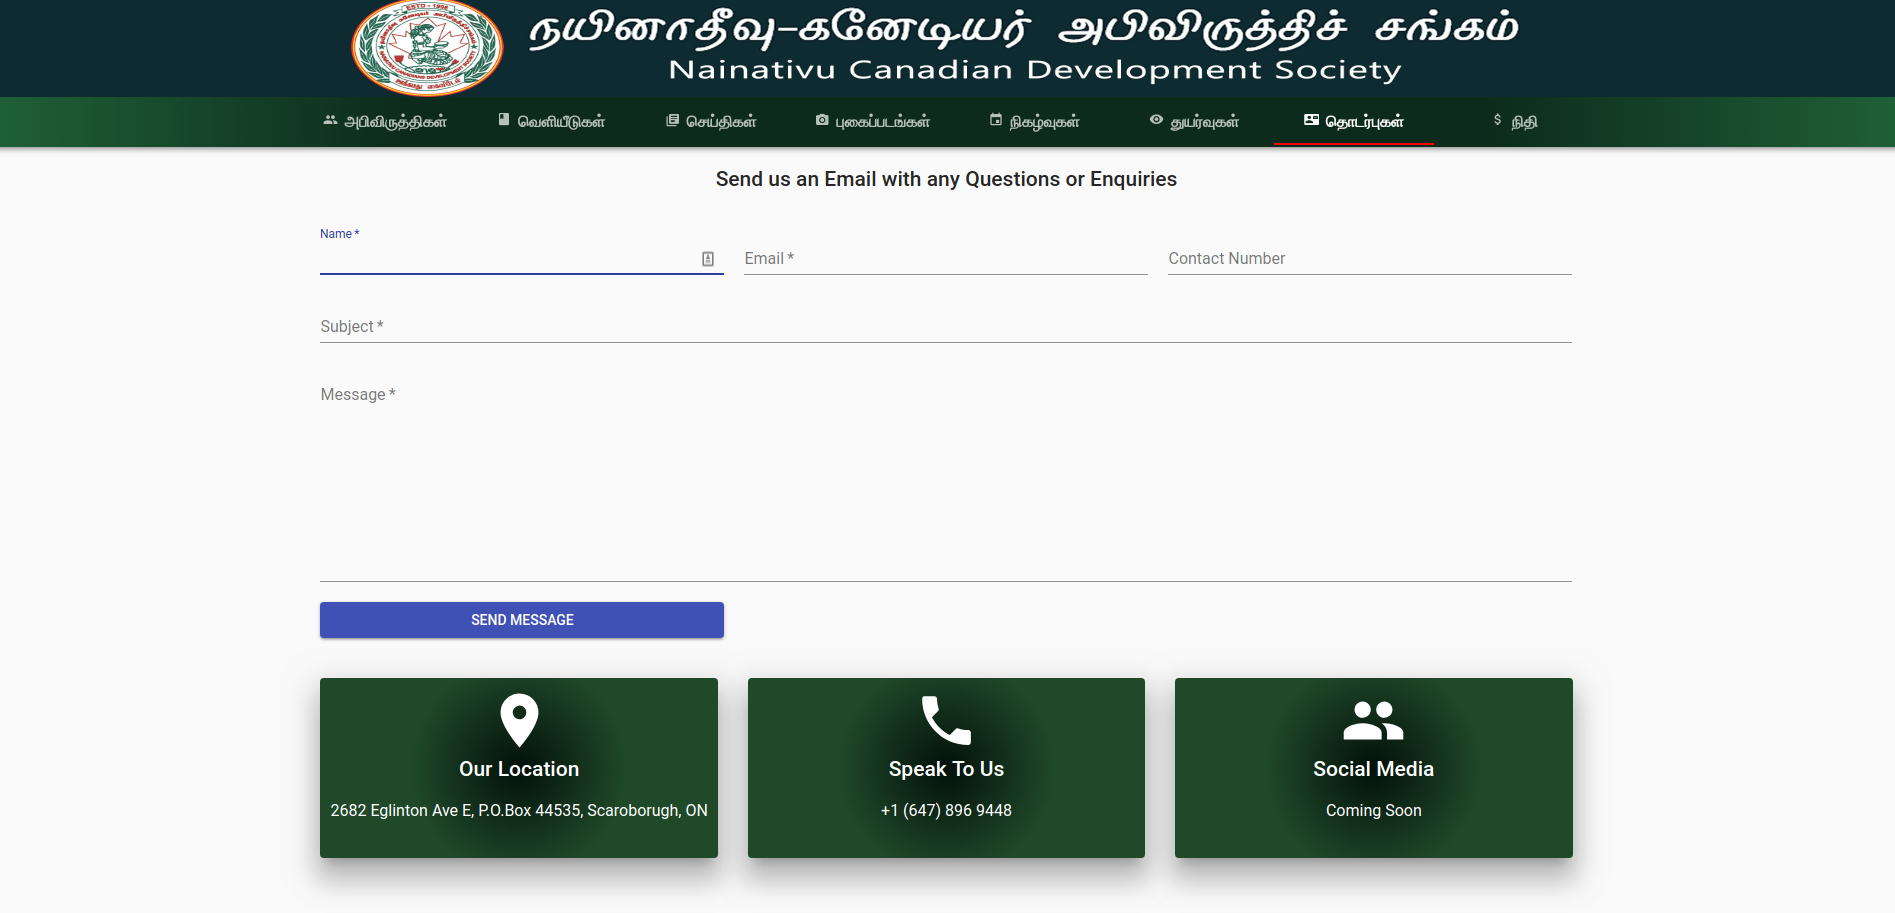 ESTD - 1996
நயினாதீவு-கனேடியர் அபிவிருத்திச் சங்கம்
Nainativu Canadian Development Society
அபிவிருத்திகள் வெளியீடுகள் செய்திகள் புகைப்படங்கள் நிகழ்வுகள் துயர்வுகள் தொடர்புகள் நிதி
Send us an Email with any Questions or Enquiries
Name *
Email * Contact Number
Subject *
Message *
SEND MESSAGE
Our Location Speak To Us Social Media
2682 Eglinton Ave E, P.O.Box 44535, Scaroborugh, ON +1 (647) 896 9448 Coming Soon